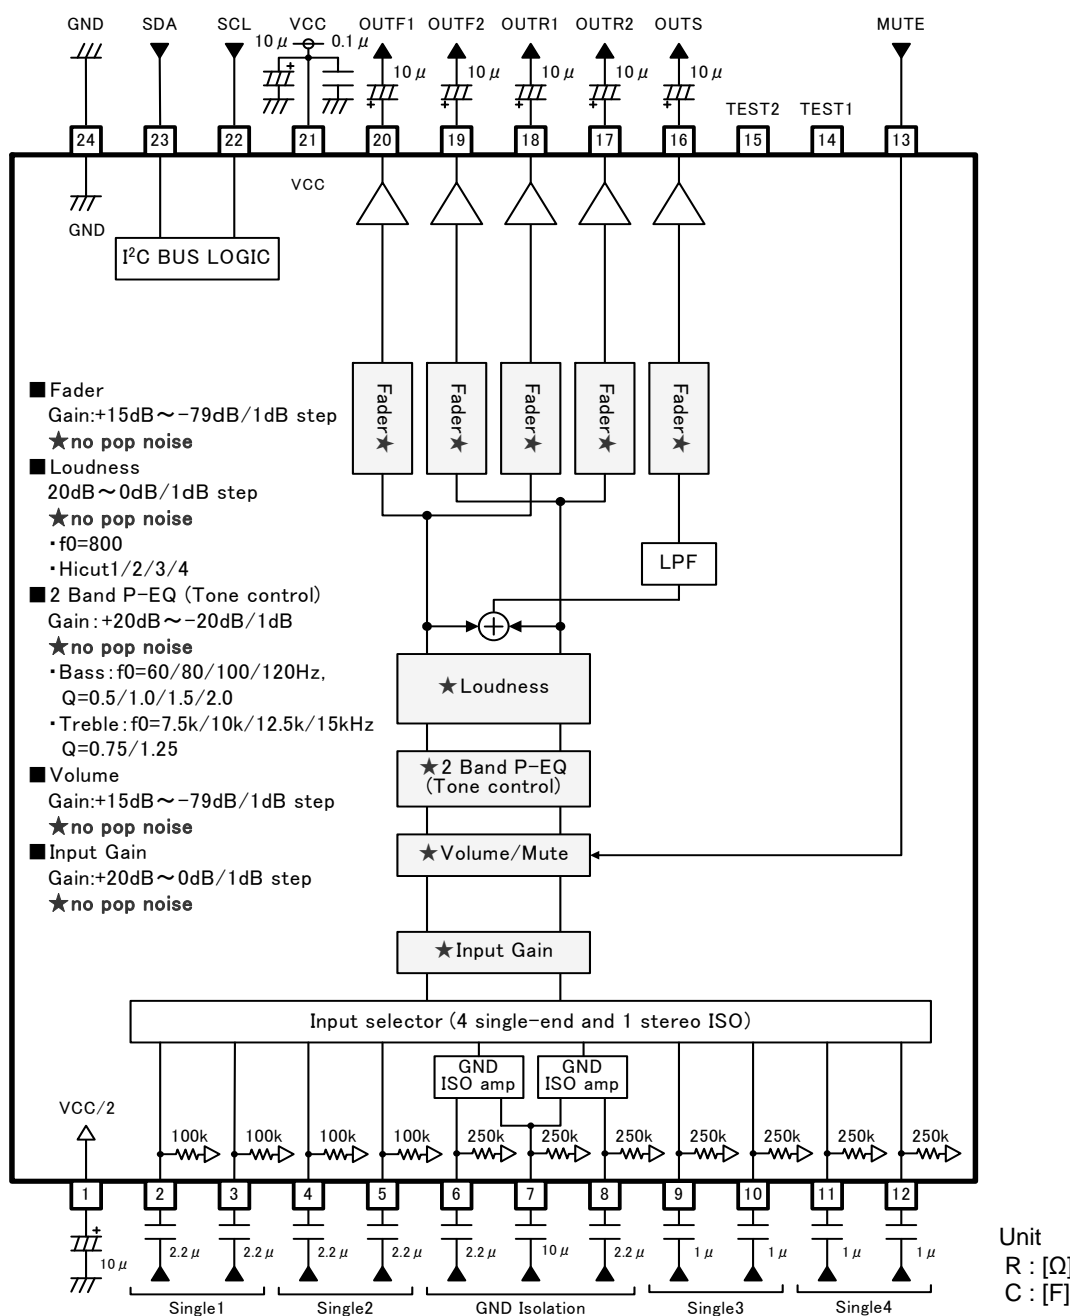 GND SDA SCL VCC OUTF1 OUTF2 OUTR1 OUTR2 OUTS MUTE
10μ 0.1μ
10μ 10μ 10μ 10μ 10μ
TEST2 TEST1
24 23 22 21 20 19 18 17 16 15 14 13
VCC
GND
I²C BUS LOGIC
Fader★ Fader★ Fader★ Fader★ Fader★
■Fader
Gain:+15dB～-79dB/1dB step
★no pop noise
■Loudness
20dB～0dB/1dB step
★no pop noise
・f0=800
・Hicut1/2/3/4
■2 Band P-EQ (Tone control)
Gain:+20dB～-20dB/1dB
★no pop noise
・Bass:f0=60/80/100/120Hz,
Q=0.5/1.0/1.5/2.0
・Treble:f0=7.5k/10k/12.5k/15kHz
Q=0.75/1.25
■Volume
Gain:+15dB～-79dB/1dB step
★no pop noise
■Input Gain
Gain:+20dB～0dB/1dB step
★no pop noise
LPF
★Loudness
★2 Band P-EQ
(Tone control)
★Volume/Mute
★Input Gain
Input selector (4 single-end and 1 stereo ISO)
GND
ISO amp
GND
ISO amp
VCC/2
100k 100k 100k 100k 250k 250k 250k 250k 250k 250k 250k
1 2 3 4 5 6 7 8 9 10 11 12
10μ 2.2μ 2.2μ 2.2μ 2.2μ 2.2μ 10μ 2.2μ 1μ 1μ 1μ 1μ
Single1 Single2 GND Isolation Single3 Single4
Unit
R : [Ω]
C : [F]